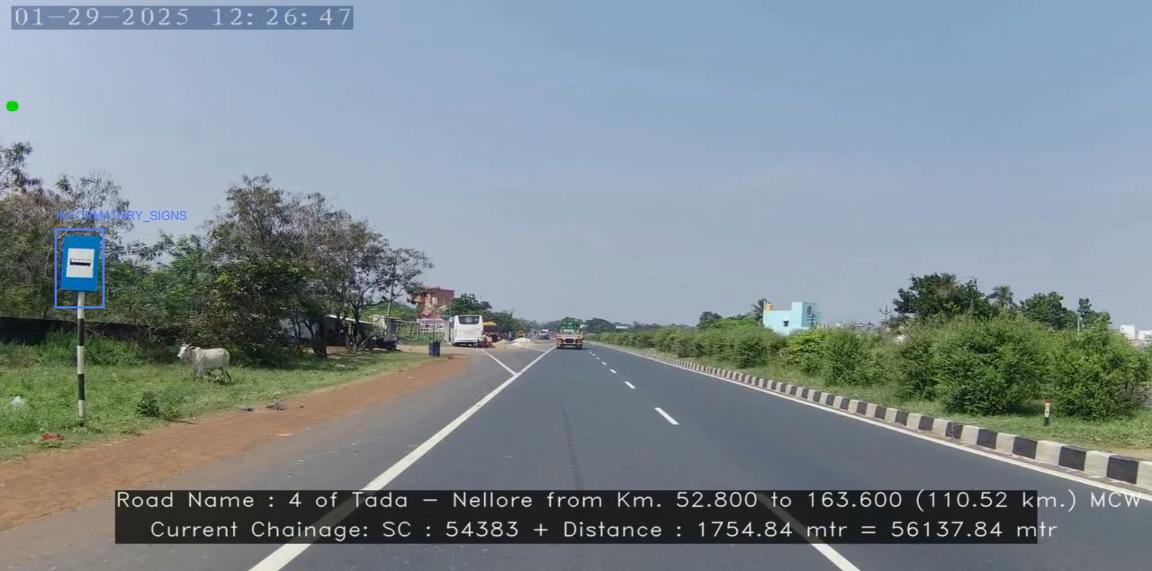 01-29-2025 12:26:47
INFORMATORY_SIGNS
Road Name : 4 of Tada - Nellore from Km. 52.800 to 163.600 (110.52 km.) MCW
Current Chainage: SC : 54383 + Distance : 1754.84 mtr = 56137.84 mtr